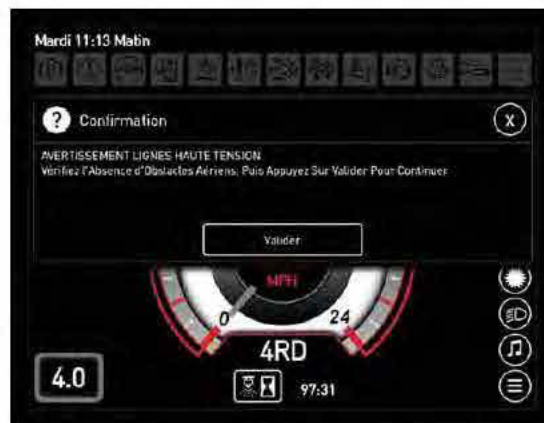 Mardi 11:13 Matin
? Confirmation X
AVERTISSEMENT LIGNES HAUTE TENSION
Vérifiez l'Absence d'Obstacles Aériens, Puis Appuyez Sur Valider Pour Continuer
Valider
MPH
0 24
4RD
4.0
97:31